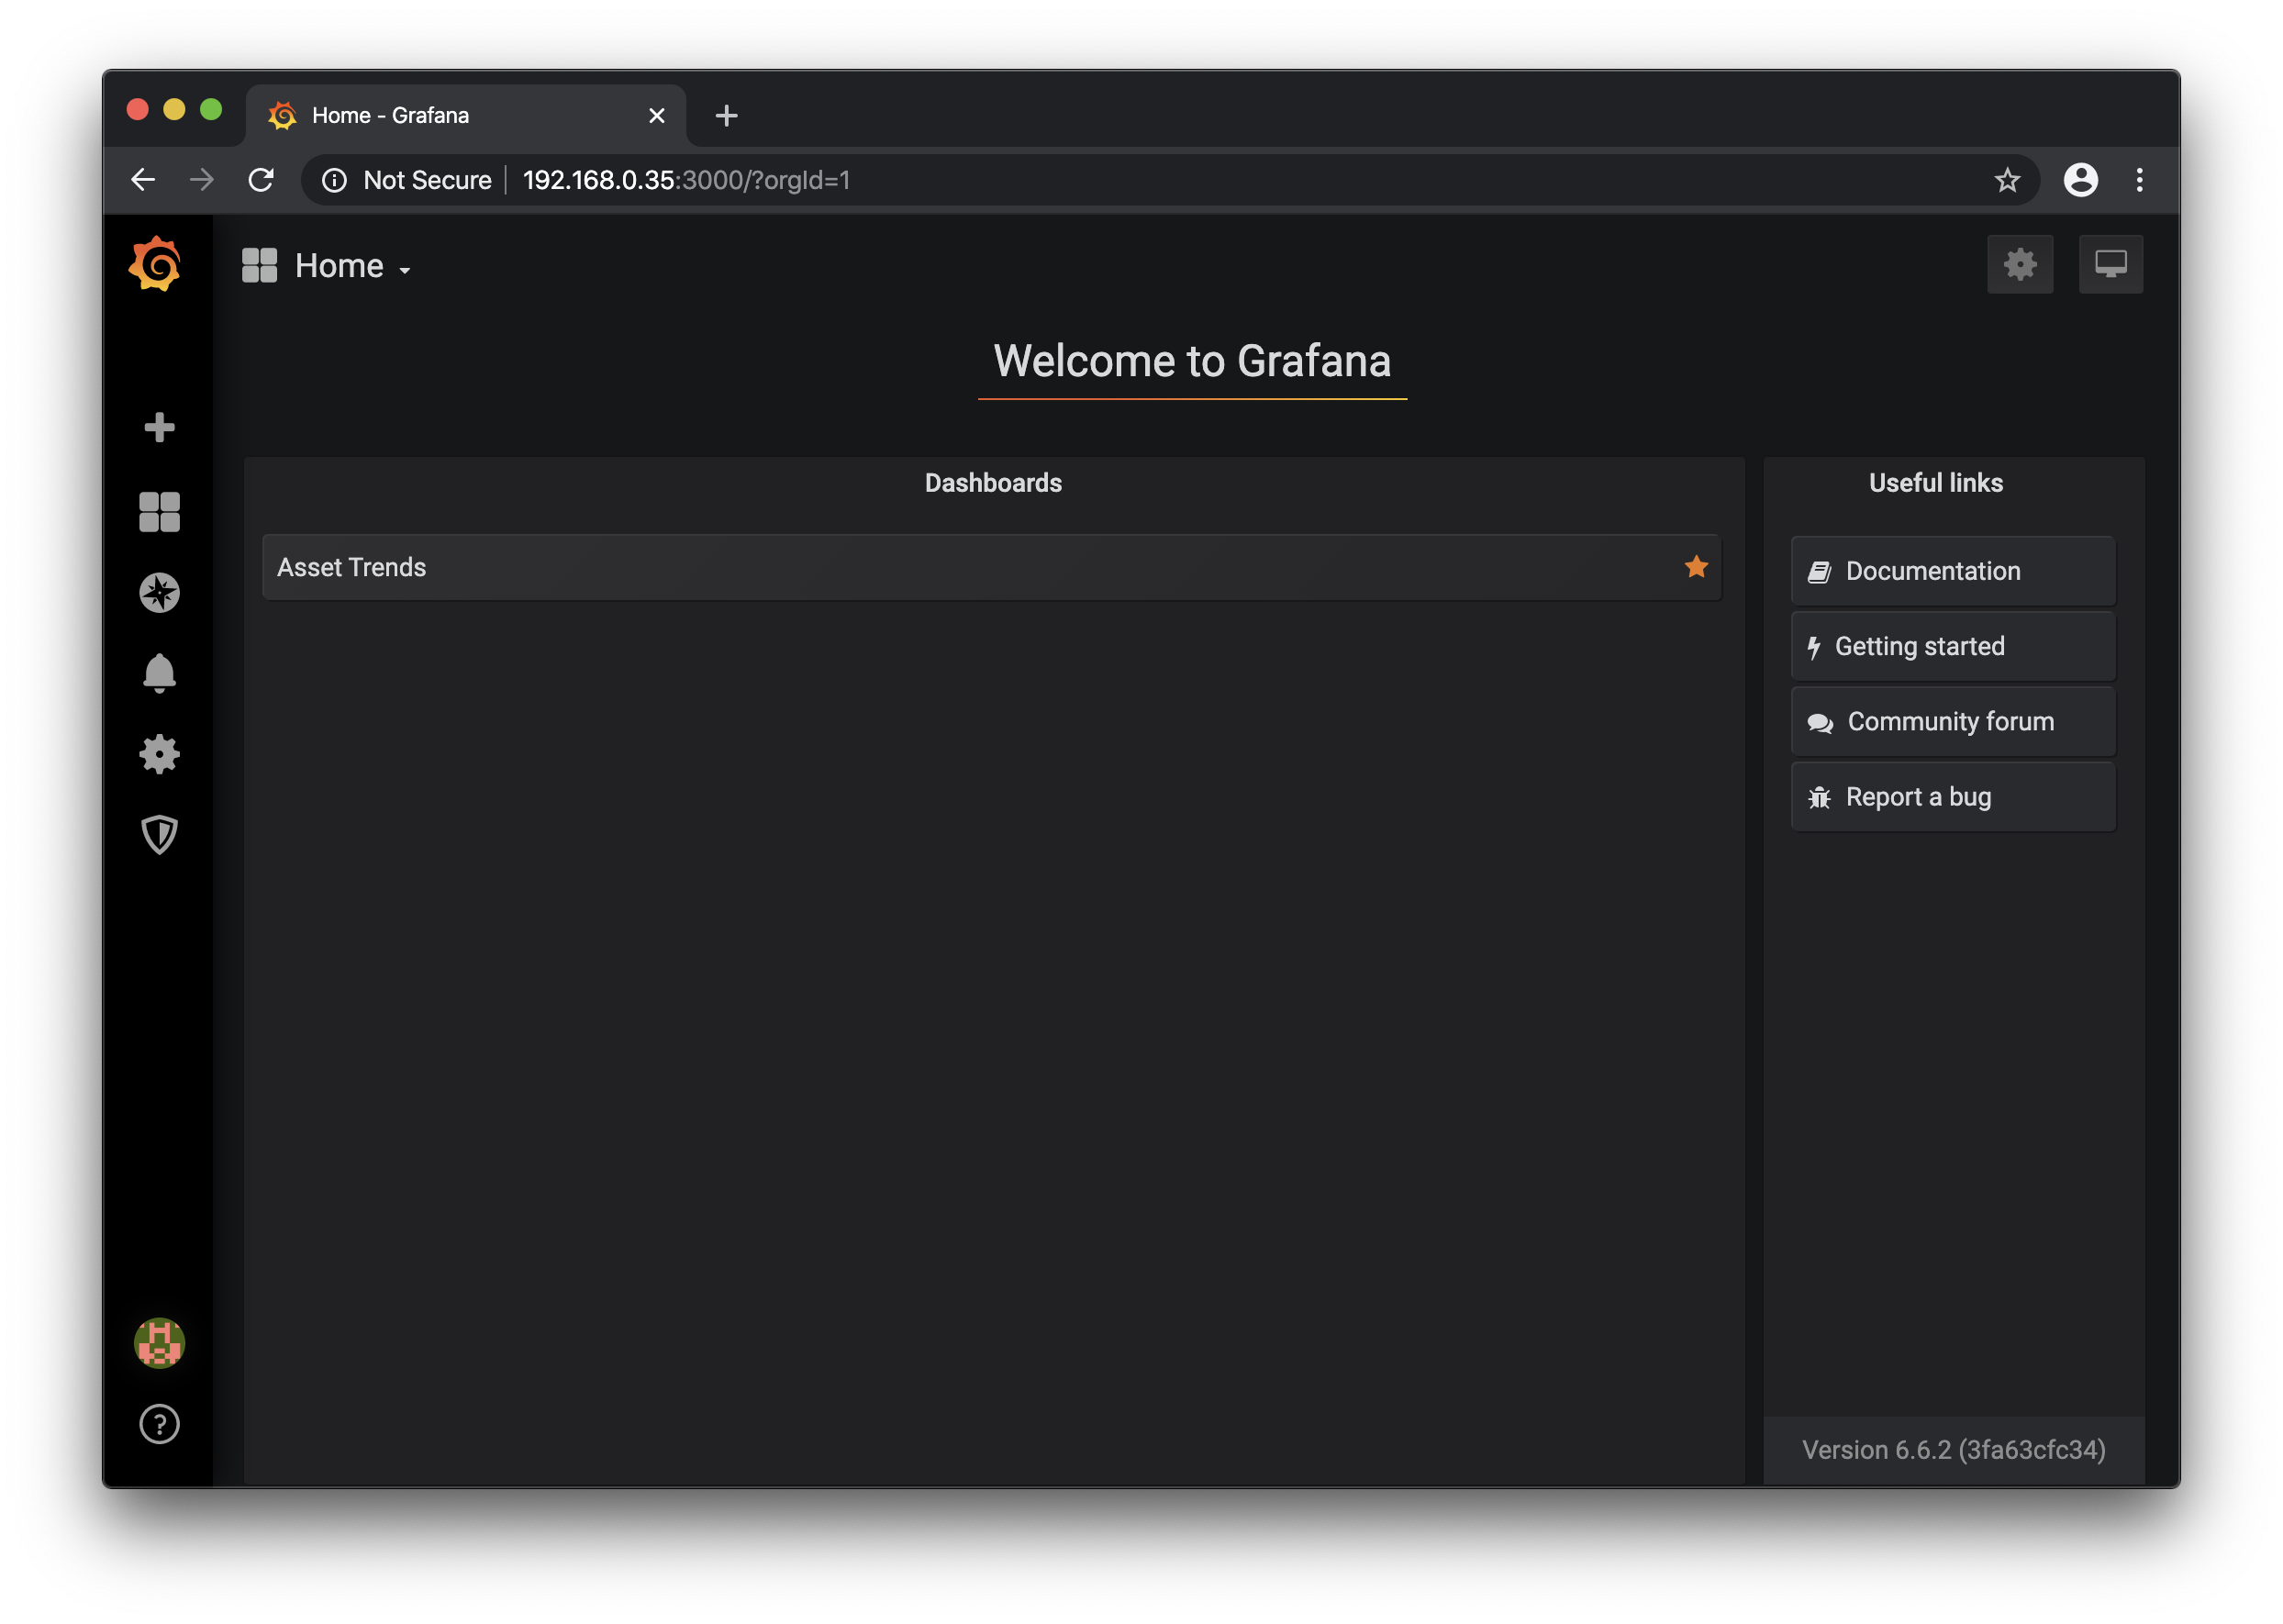 Home - Grafana
Not Secure 192.168.0.35:3000/?orgId=1
Home
Welcome to Grafana
Dashboards
Asset Trends
Useful links
Documentation
Getting started
Community forum
Report a bug
Version 6.6.2 (3fa63cfc34)